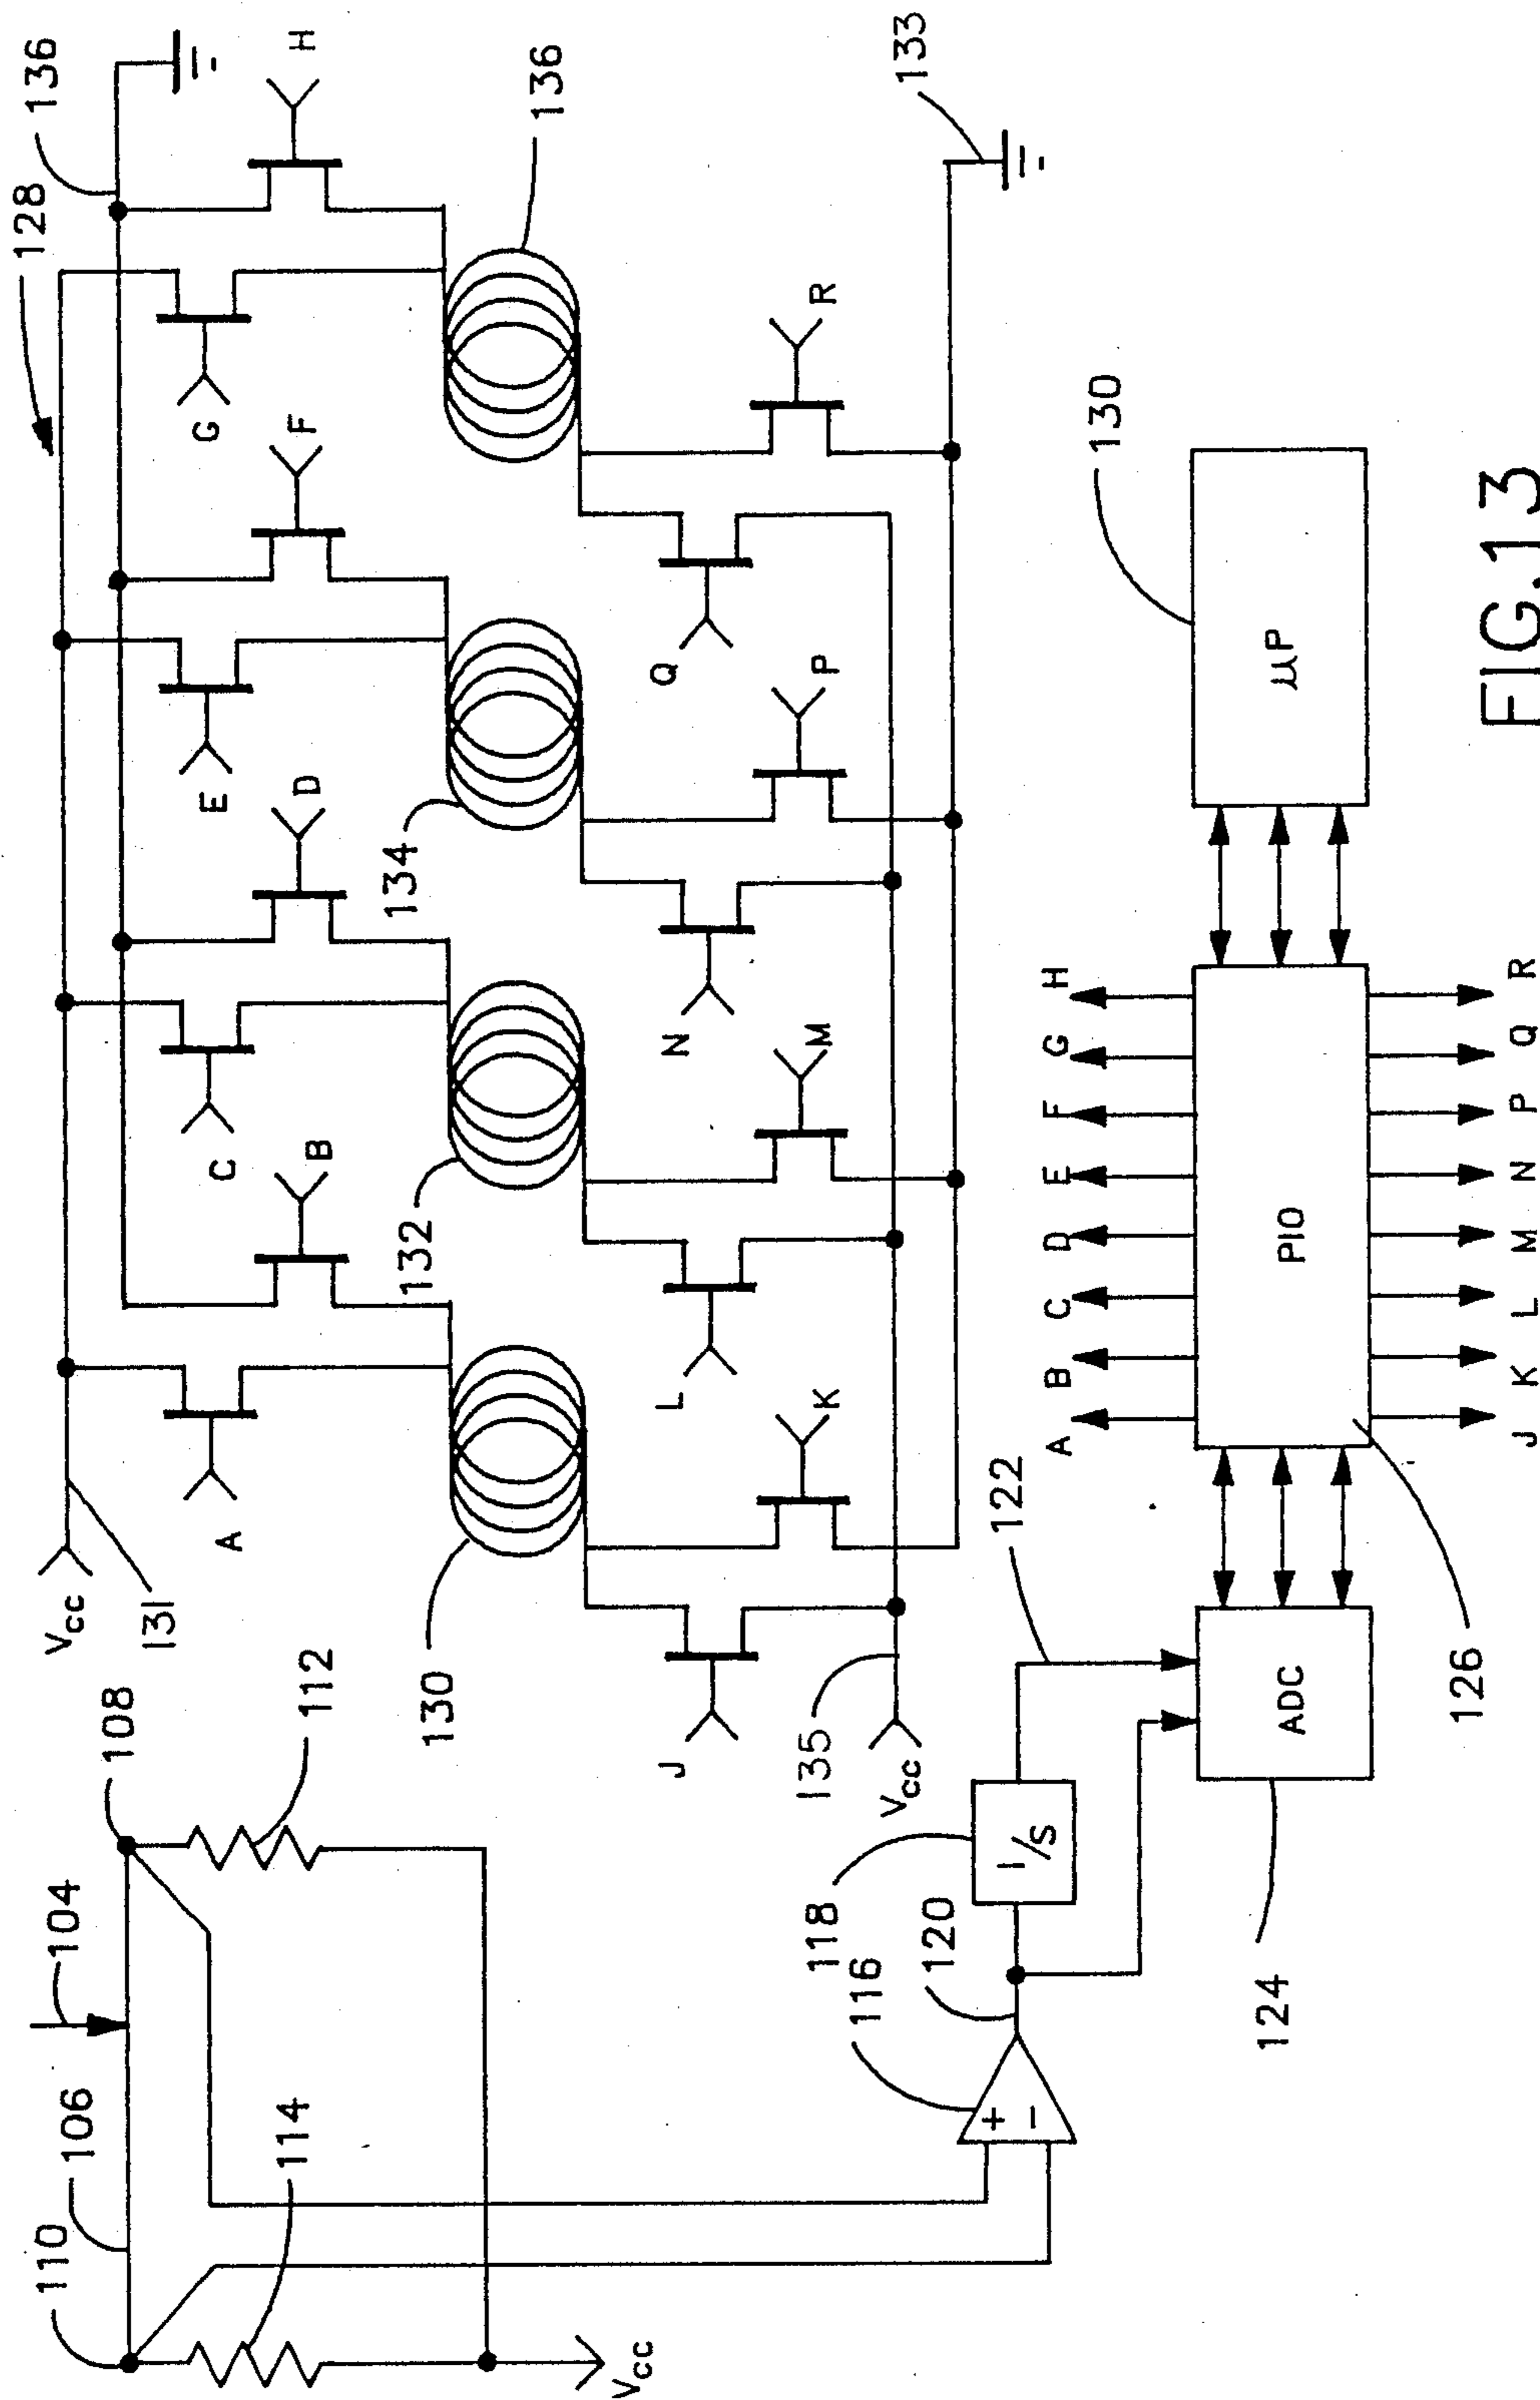 110
106
104
108
Vcc
128
136
131
114
112
A
C
E
G
B
D
F
H
130
132
134
136
Vcc
J
L
N
Q
K
M
P
R
135
Vcc
133
116
118
120
+
−
1/S
122
A B C D E F G H
130
124
ADC
PIO
μP
126
J K L M N P Q R
FIG.13